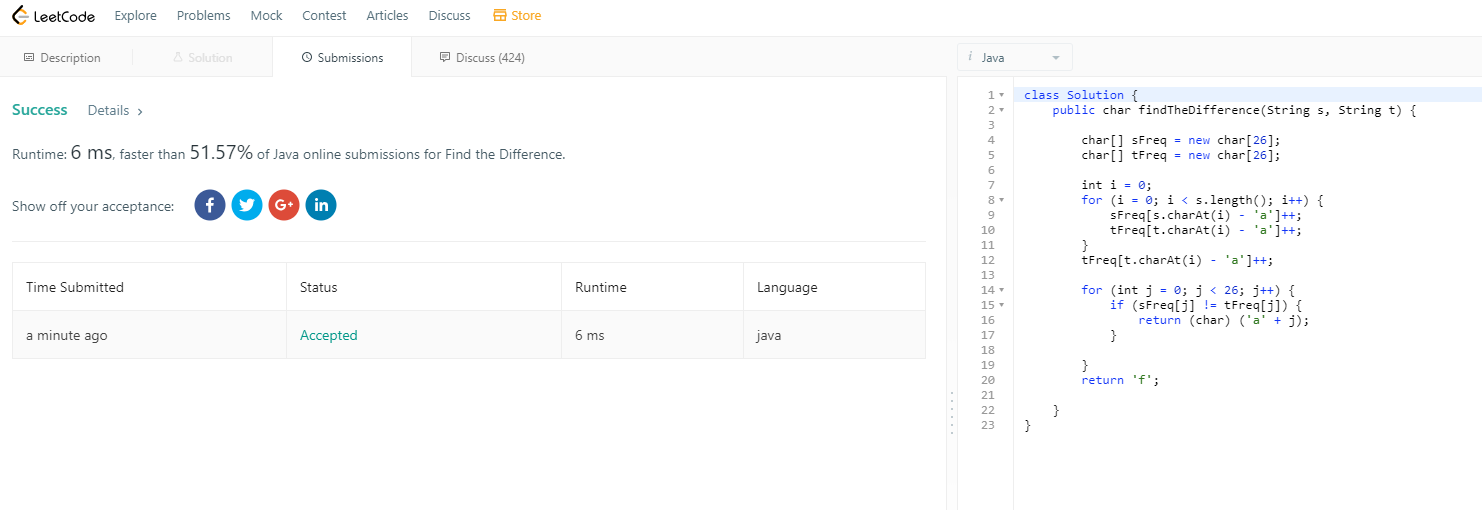 LeetCode Explore Problems Mock Contest Articles Discuss Store
Description Solution Submissions Discuss (424)
Success Details >
Runtime: 6 ms, faster than 51.57% of Java online submissions for Find the Difference.
Show off your acceptance: f G+ in
Time Submitted Status Runtime Language
a minute ago Accepted 6 ms java
i Java
1 class Solution {
2 public char findTheDifference(String s, String t) {
3
4 char[] sFreq = new char[26];
5 char[] tFreq = new char[26];
6
7 int i = 0;
8 for (i = 0; i < s.length(); i++) {
9 sFreq[s.charAt(i) - 'a']++;
10 tFreq[t.charAt(i) - 'a']++;
11 }
12 tFreq[t.charAt(i) - 'a']++;
13
14 for (int j = 0; j < 26; j++) {
15 if (sFreq[j] != tFreq[j]) {
16 return (char) ('a' + j);
17 }
18
19 }
20 return 'f';
21
22 }
23 }